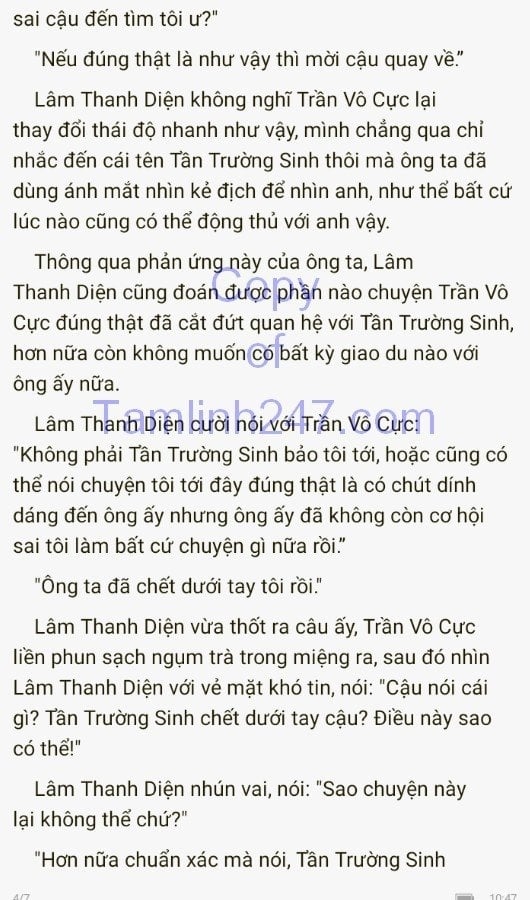 sai cậu đến tìm tôi ư?"
"Nếu đúng thật là như vậy thì mời cậu quay về.”
Lâm Thanh Diện không nghĩ Trần Vô Cực lại
thay đổi thái độ nhanh như vậy, mình chẳng qua chỉ
nhắc đến cái tên Tần Trường Sinh thôi mà ông ta đã
dùng ánh mắt nhìn kẻ địch để nhìn anh, như thể bất cứ
lúc nào cũng có thể động thủ với anh vậy.
Thông qua phản ứng này của ông ta, Lâm
Thanh Diện cũng đoán được phần nào chuyện Trần Vô
Cực đúng thật đã cắt đứt quan hệ với Tần Trường Sinh,
hơn nữa còn không muốn có bất kỳ giao du nào với
ông ấy nữa.
Copy
of
Tamlinh247.com
Lâm Thanh Diện cười nói với Trần Vô Cực:
"Không phải Tần Trường Sinh bảo tôi tới, hoặc cũng có
thể nói chuyện tôi tới đây đúng thật là có chút dính
dáng đến ông ấy nhưng ông ấy đã không còn cơ hội
sai tôi làm bất cứ chuyện gì nữa rồi.”
"Ông ta đã chết dưới tay tôi rồi."
Lâm Thanh Diện vừa thốt ra câu ấy, Trần Vô Cực
liền phun sạch ngụm trà trong miệng ra, sau đó nhìn
Lâm Thanh Diện với vẻ mặt khó tin, nói: "Cậu nói cái
gì? Tần Trường Sinh chết dưới tay cậu? Điều này sao
có thể!"
Lâm Thanh Diện nhún vai, nói: "Sao chuyện này
lại không thể chứ?"
"Hơn nữa chuẩn xác mà nói, Tần Trường Sinh
4/7
10:47